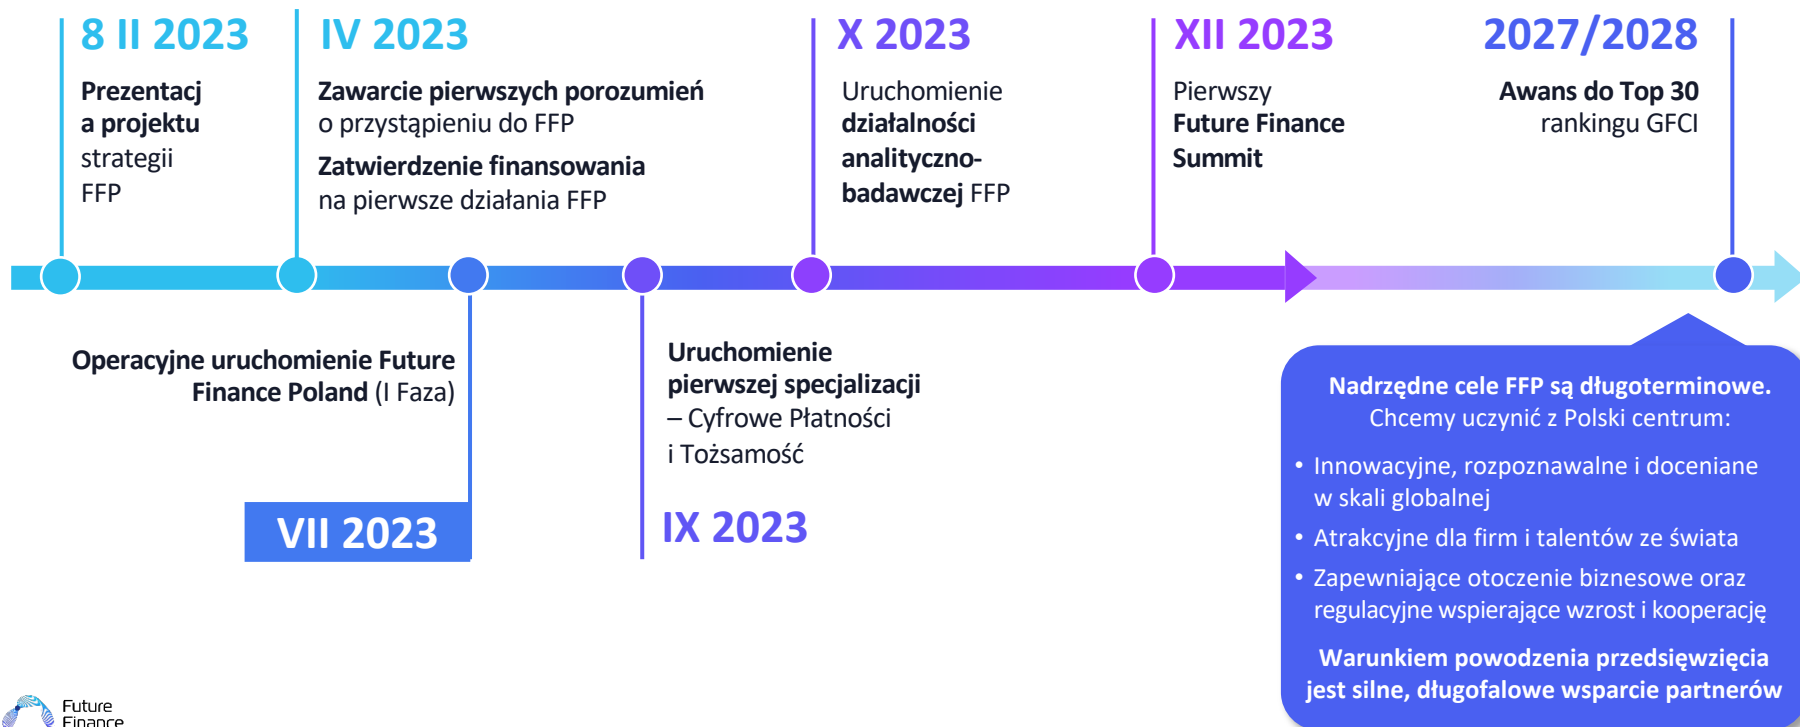 8 II 2023
Prezentacj
a projektu
strategii
FFP
IV 2023
Zawarcie pierwszych porozumień
o przystąpieniu do FFP
Zatwierdzenie finansowania
na pierwsze działania FFP
X 2023
Uruchomienie
działalności
analityczno-
badawczej FFP
XII 2023
Pierwszy
Future Finance
Summit
2027/2028
Awans do Top 30
rankingu GFCI
Operacyjne uruchomienie Future
Finance Poland (I Faza)
VII 2023
Uruchomienie
pierwszej specjalizacji
– Cyfrowe Płatności
i Tożsamość
IX 2023
Nadrzędne cele FFP są długoterminowe.
Chcemy uczynić z Polski centrum:
• Innowacyjne, rozpoznawalne i doceniane
w skali globalnej
• Atrakcyjne dla firm i talentów ze świata
• Zapewniające otoczenie biznesowe oraz
regulacyjne wspierające wzrost i kooperację
Warunkiem powodzenia przedsięwzięcia
jest silne, długofalowe wsparcie partnerów
Future
Finance